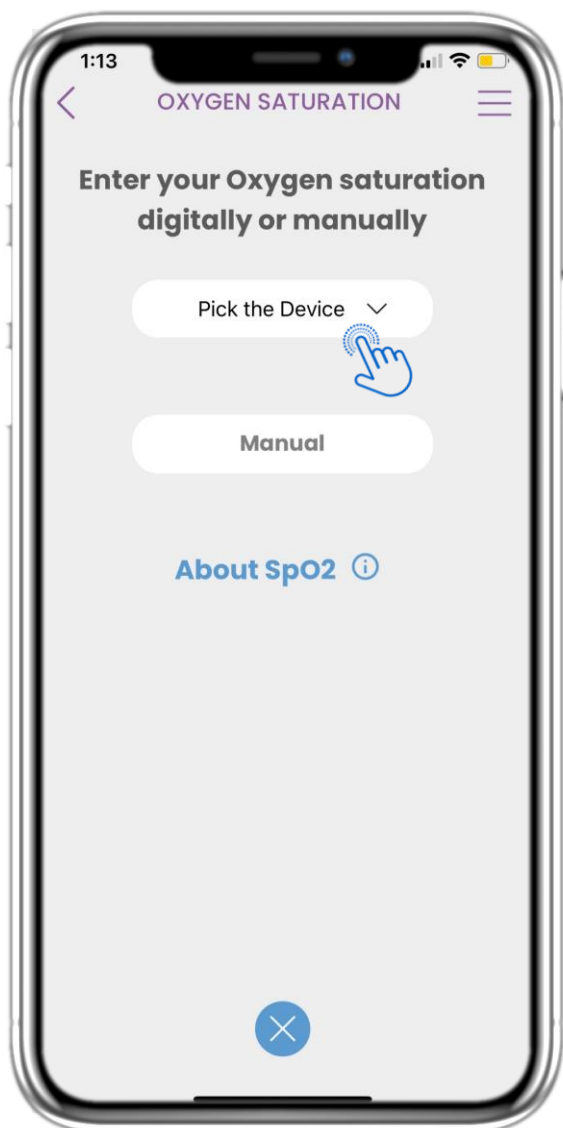 1:13
OXYGEN SATURATION
Enter your Oxygen saturation
digitally or manually
Pick the Device
Manual
About SpO2